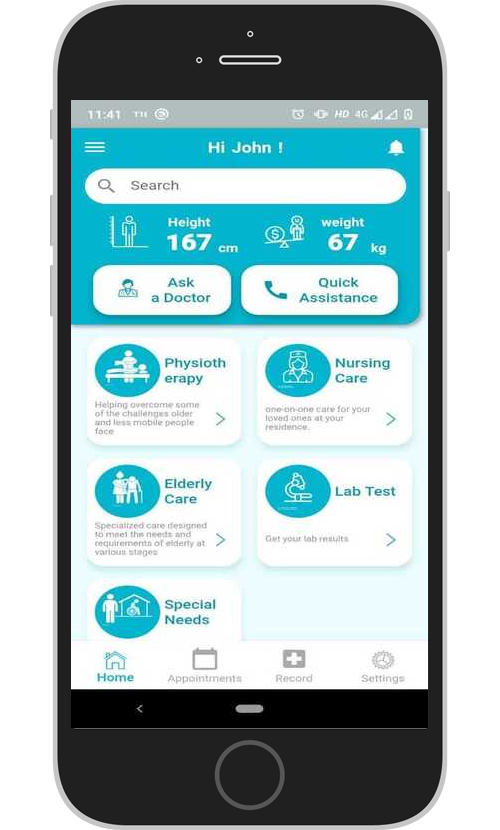 11:41
HD 4G
Hi John !
Search
Height
167 cm
weight
67 kg
Ask
a Doctor
Quick
Assistance
Physioth
erapy
Helping overcome some
of the challenges older
and less mobile people
face
Nursing
Care
one-on-one care for your
loved ones at your
residence.
Elderly
Care
Specialized care designed
to meet the needs and
requirements of elderly at
various stages
Lab Test
Get your lab results
Special
Needs
Home
Appointments
Record
Settings